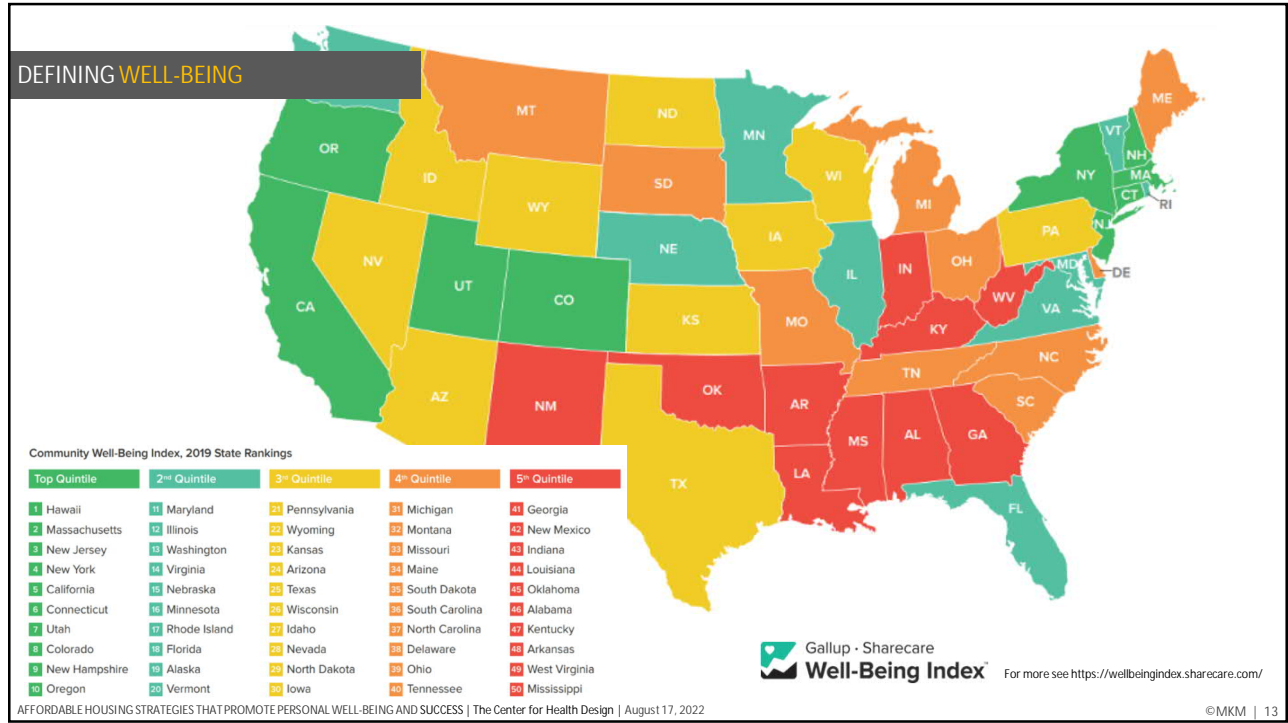 DEFINING WELL-BEING
MT
ND
MN
ME
VT
NH
OR
ID
WY
SD
WI
MI
NY
MA
CT
RI
NV
UT
CO
NE
IA
PA
NJ
CA
KS
IL
IN
OH
MD
DE
MO
WV
VA
KY
AZ
NM
OK
AR
TN
NC
SC
TX
MS
AL
GA
LA
FL
Community Well-Being Index, 2019 State Rankings
Top Quintile
1 Hawaii
2 Massachusetts
3 New Jersey
4 New York
5 California
6 Connecticut
7 Utah
8 Colorado
9 New Hampshire
10 Oregon
2nd Quintile
11 Maryland
12 Illinois
13 Washington
14 Virginia
15 Nebraska
16 Minnesota
17 Rhode Island
18 Florida
19 Alaska
20 Vermont
3rd Quintile
21 Pennsylvania
22 Wyoming
23 Kansas
24 Arizona
25 Texas
26 Wisconsin
27 Idaho
28 Nevada
29 North Dakota
30 Iowa
4th Quintile
31 Michigan
32 Montana
33 Missouri
34 Maine
35 South Dakota
36 South Carolina
37 North Carolina
38 Delaware
39 Ohio
40 Tennessee
5th Quintile
41 Georgia
42 New Mexico
43 Indiana
44 Louisiana
45 Oklahoma
46 Alabama
47 Kentucky
48 Arkansas
49 West Virginia
50 Mississippi
Gallup · Sharecare
Well-Being Index™
For more see https://wellbeingindex.sharecare.com/
AFFORDABLE HOUSING STRATEGIES THAT PROMOTE PERSONAL WELL-BEING AND SUCCESS | The Center for Health Design | August 17, 2022
©MKM | 13